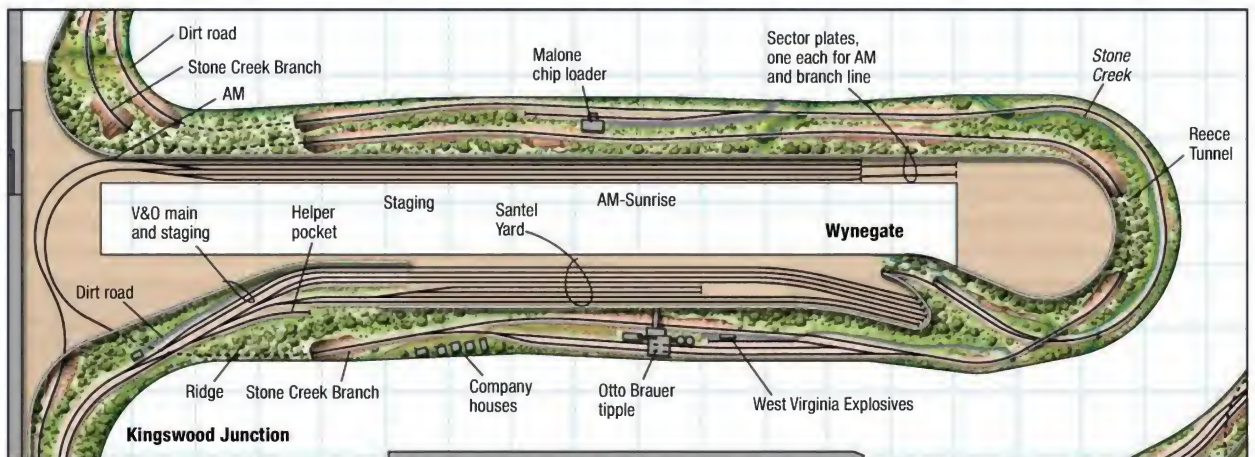 Dirt road
Stone Creek Branch
AM
Malone
chip loader
Sector plates,
one each for AM
and branch line
Stone
Creek
Reece
Tunnel
Staging
AM-Sunrise
V&O main
and staging
Helper
pocket
Santel
Yard
Wynegate
Dirt road
Ridge
Stone Creek Branch
Company
houses
Otto Brauer
tipple
West Virginia Explosives
Kingswood Junction